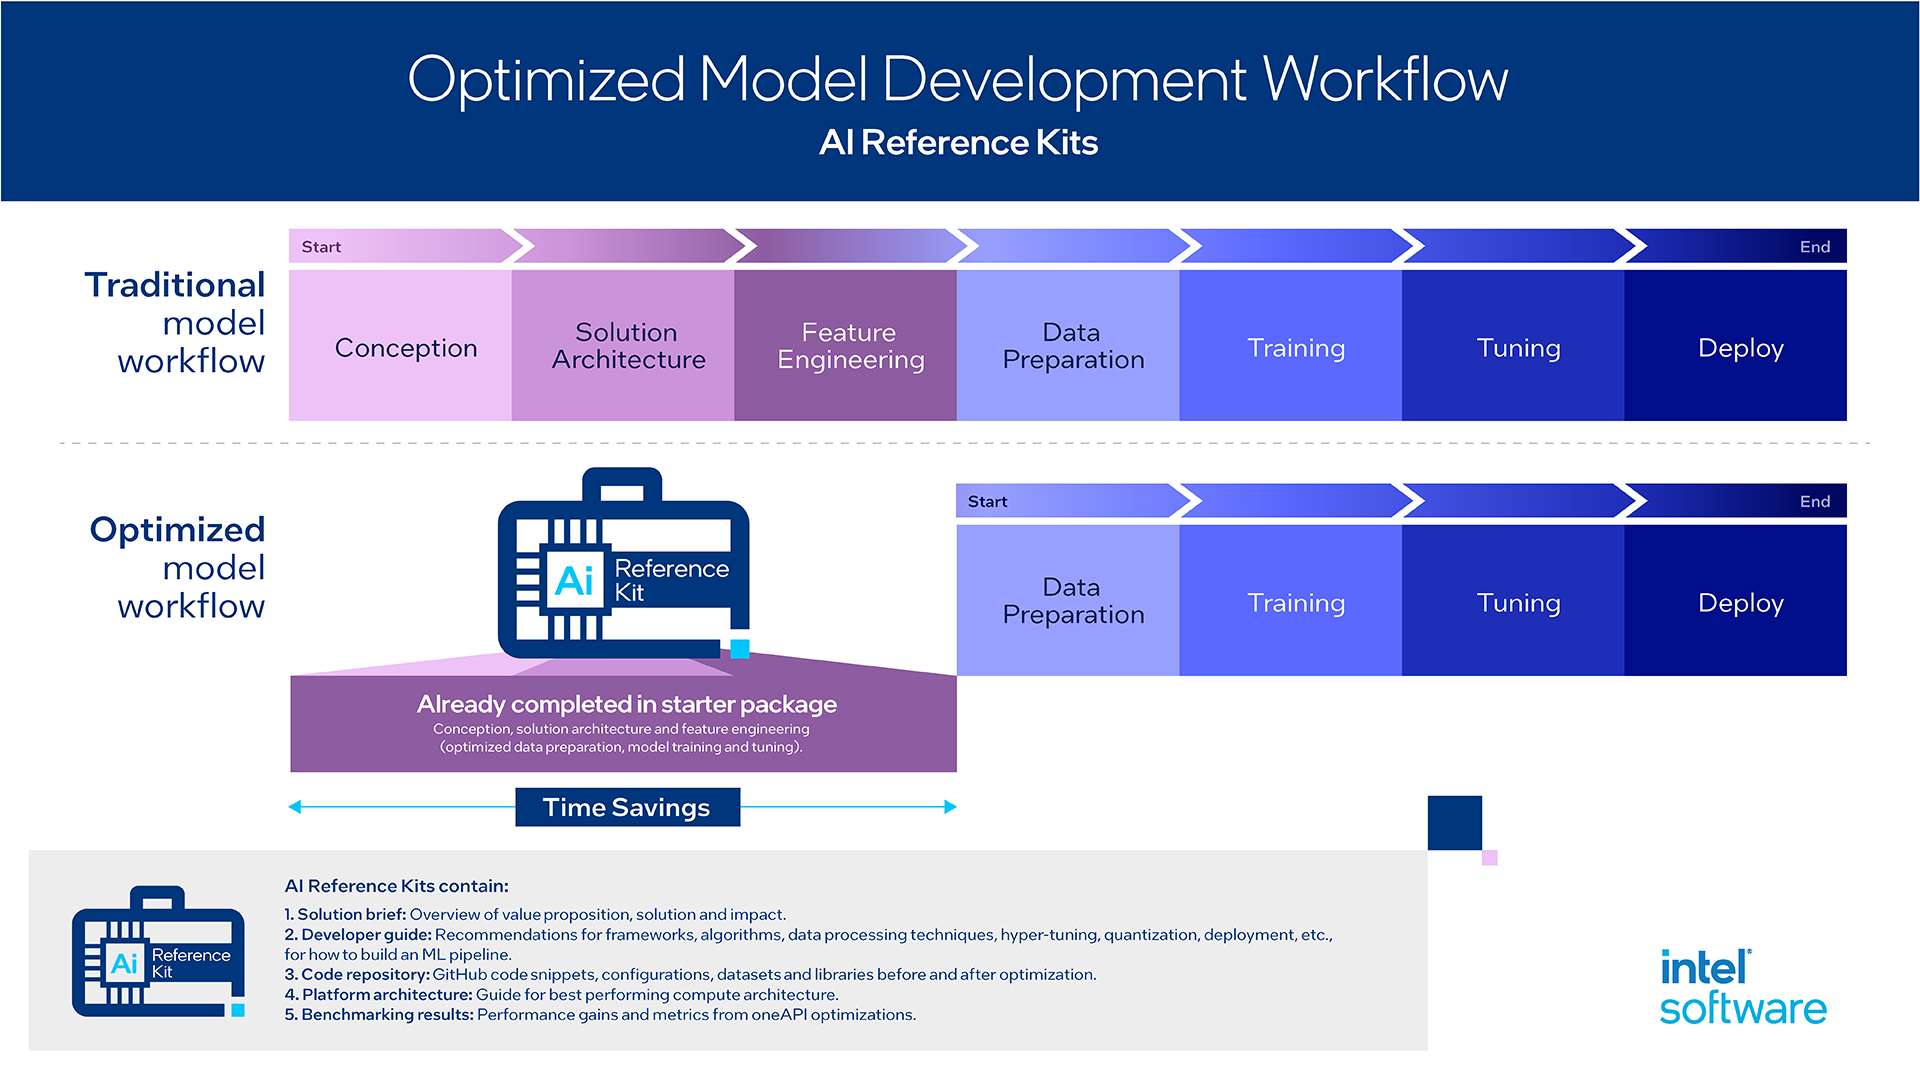 Optimized Model Development Workflow
AI Reference Kits
Traditional
model
workflow
Start
End
Conception
Solution
Architecture
Feature
Engineering
Data
Preparation
Training
Tuning
Deploy
Optimized
model
workflow
Ai
Reference
Kit
Already completed in starter package
Conception, solution architecture and feature engineering
(optimized data preparation, model training and tuning).
Time Savings
Start
End
Data
Preparation
Training
Tuning
Deploy
Ai
Reference
Kit
AI Reference Kits contain:
1. Solution brief: Overview of value proposition, solution and impact.
2. Developer guide: Recommendations for frameworks, algorithms, data processing techniques, hyper-tuning, quantization, deployment, etc.,
for how to build an ML pipeline.
3. Code repository: GitHub code snippets, configurations, datasets and libraries before and after optimization.
4. Platform architecture: Guide for best performing compute architecture.
5. Benchmarking results: Performance gains and metrics from oneAPI optimizations.
intel
software